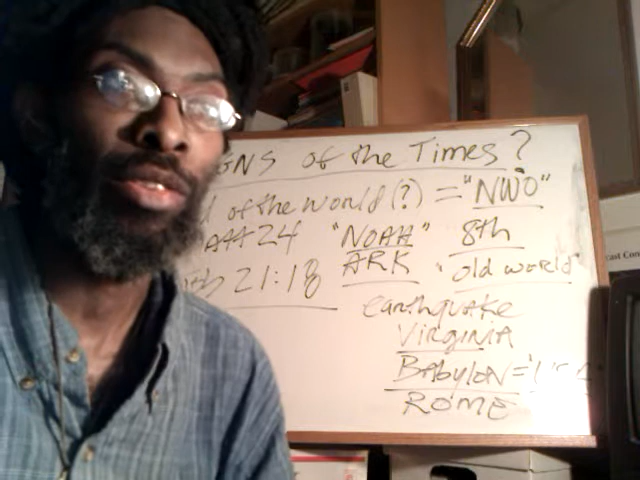 GNS of the Times?
of the world (?) = "NWO"
24 "NOAH" 8th
21:18 ARK "old world"
earthquake
Virginia
Babylon =
ROME